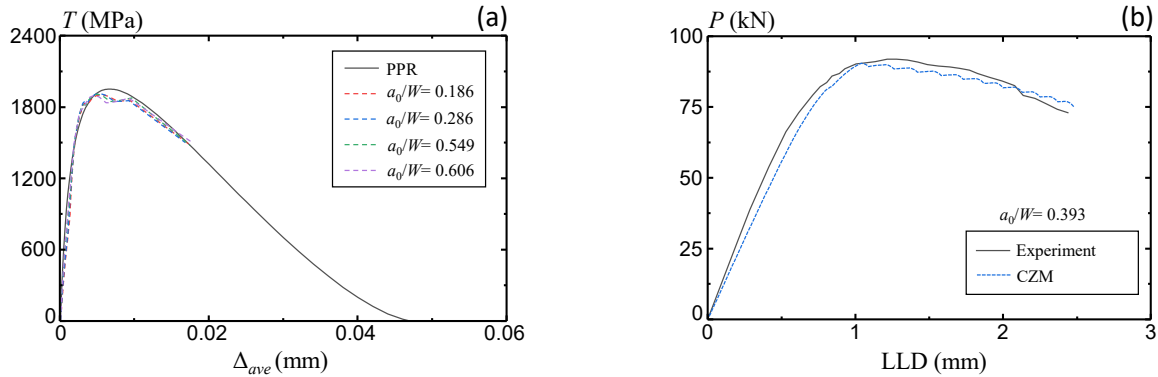 T (MPa)
(a)
2400
1800
1200
600
0
PPR
a0/W= 0.186
a0/W= 0.286
a0/W= 0.549
a0/W= 0.606
0 0.02 0.04 0.06
Δave (mm)
P (kN)
(b)
100
75
50
25
0
a0/W= 0.393
Experiment
CZM
0 1 2 3
LLD (mm)